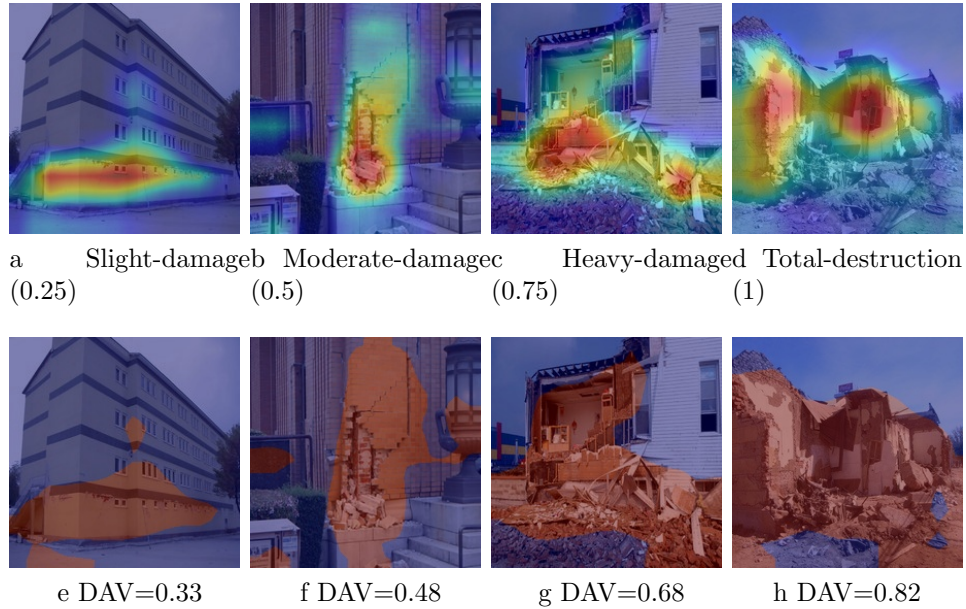 a Slight-damageb Moderate-damagec Heavy-damaged Total-destruction
(0.25) (0.5) (0.75) (1)
e DAV=0.33 f DAV=0.48 g DAV=0.68 h DAV=0.82